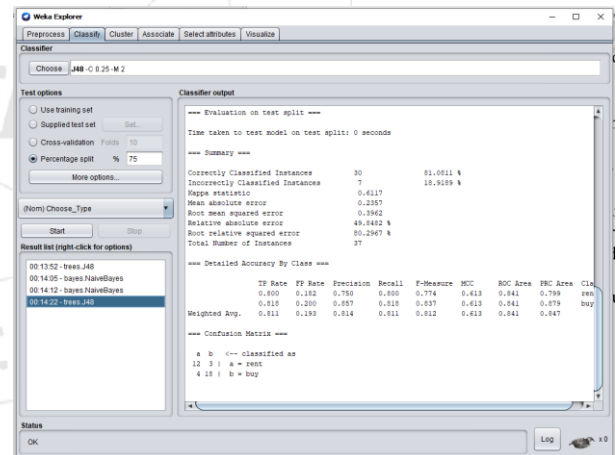 Weka Explorer
Preprocess Classify Cluster Associate Select attributes Visualize
Classifier
Choose J48 -C 0.25 -M 2
Test options
Use training set
Supplied test set Set...
Cross-validation Folds 10
Percentage split % 75
More options...
(Nom) Choose_Type
Start Stop
Result list (right-click for options)
00:13:52 - trees.J48
00:14:05 - bayes.NaiveBayes
00:14:12 - bayes.NaiveBayes
00:14:22 - trees.J48
Classifier output
=== Evaluation on test split ===
Time taken to test model on test split: 0 seconds
=== Summary ===
Correctly Classified Instances 30 81.0811 %
Incorrectly Classified Instances 7 18.9189 %
Kappa statistic 0.6117
Mean absolute error 0.2357
Root mean squared error 0.3962
Relative absolute error 49.8482 %
Root relative squared error 80.2967 %
Total Number of Instances 37
=== Detailed Accuracy By Class ===
TP Rate FP Rate Precision Recall F-Measure MCC ROC Area PRC Area Cla
0.800 0.182 0.750 0.800 0.774 0.613 0.841 0.799 ren
0.818 0.200 0.857 0.818 0.837 0.613 0.841 0.879 buy
Weighted Avg. 0.811 0.193 0.814 0.811 0.812 0.613 0.841 0.847
=== Confusion Matrix ===
a b <-- classified as
12 3 | a = rent
4 18 | b = buy
Status
OK
Log
x 0